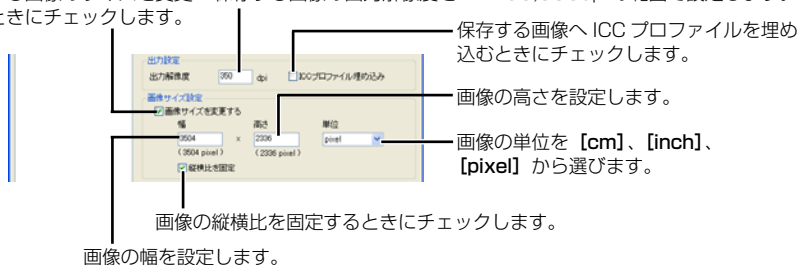 ときにチェックします。
保存する画像へ ICC プロファイルを埋め
込むときにチェックします。
出力設定
出力解像度 350 dpi ICCプロファイル埋め込み
画像サイズ設定
画像サイズを変更する
幅 高さ 単位
3504 × 2336 pixel
( 3504 pixel ) ( 2336 pixel )
縦横比を固定
画像の高さを設定します。
画像の単位を［cm］、［inch］、
［pixel］から選びます。
画像の縦横比を固定するときにチェックします。
画像の幅を設定します。